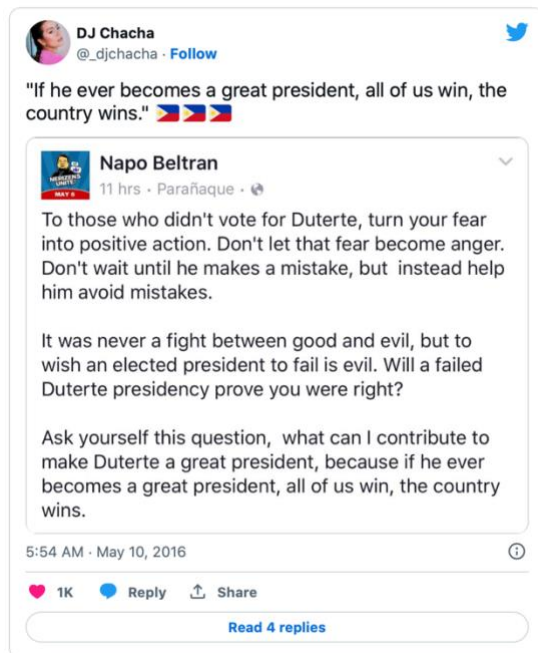 DJ Chacha
@_djchacha · Follow
"If he ever becomes a great president, all of us win, the
country wins." 🇵🇭🇵🇭🇵🇭
Napo Beltran
11 hrs · Parañaque ·
To those who didn't vote for Duterte, turn your fear
into positive action. Don't let that fear become anger.
Don't wait until he makes a mistake, but  instead help
him avoid mistakes.
It was never a fight between good and evil, but to
wish an elected president to fail is evil. Will a failed
Duterte presidency prove you were right?
Ask yourself this question,  what can I contribute to
make Duterte a great president, because if he ever
becomes a great president, all of us win, the country
wins.
5:54 AM · May 10, 2016
1K Reply Share
Read 4 replies